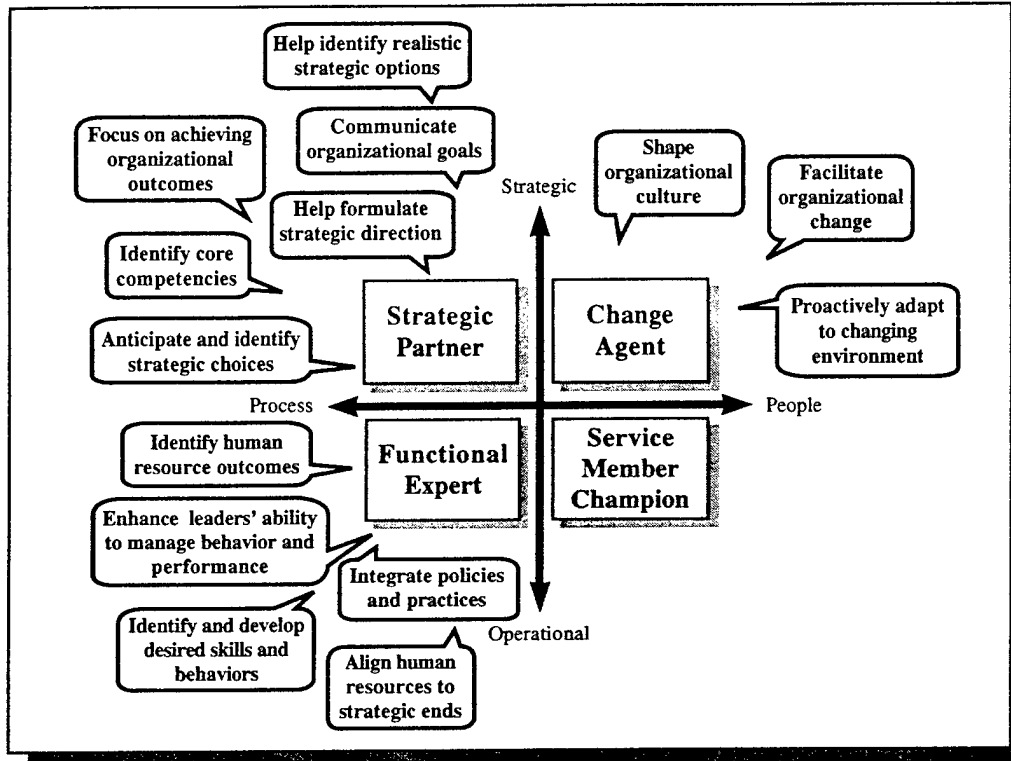 Help identify realistic
strategic options
Communicate
organizational goals
Focus on achieving
organizational
outcomes
Help formulate
strategic direction
Identify core
competencies
Anticipate and identify
strategic choices
Strategic
Shape
organizational
culture
Facilitate
organizational
change
Proactively adapt
to changing
environment
Strategic
Partner
Change
Agent
Process
People
Functional
Expert
Service
Member
Champion
Identify human
resource outcomes
Enhance leaders' ability
to manage behavior and
performance
Integrate policies
and practices
Identify and develop
desired skills and
behaviors
Align human
resources to
strategic ends
Operational